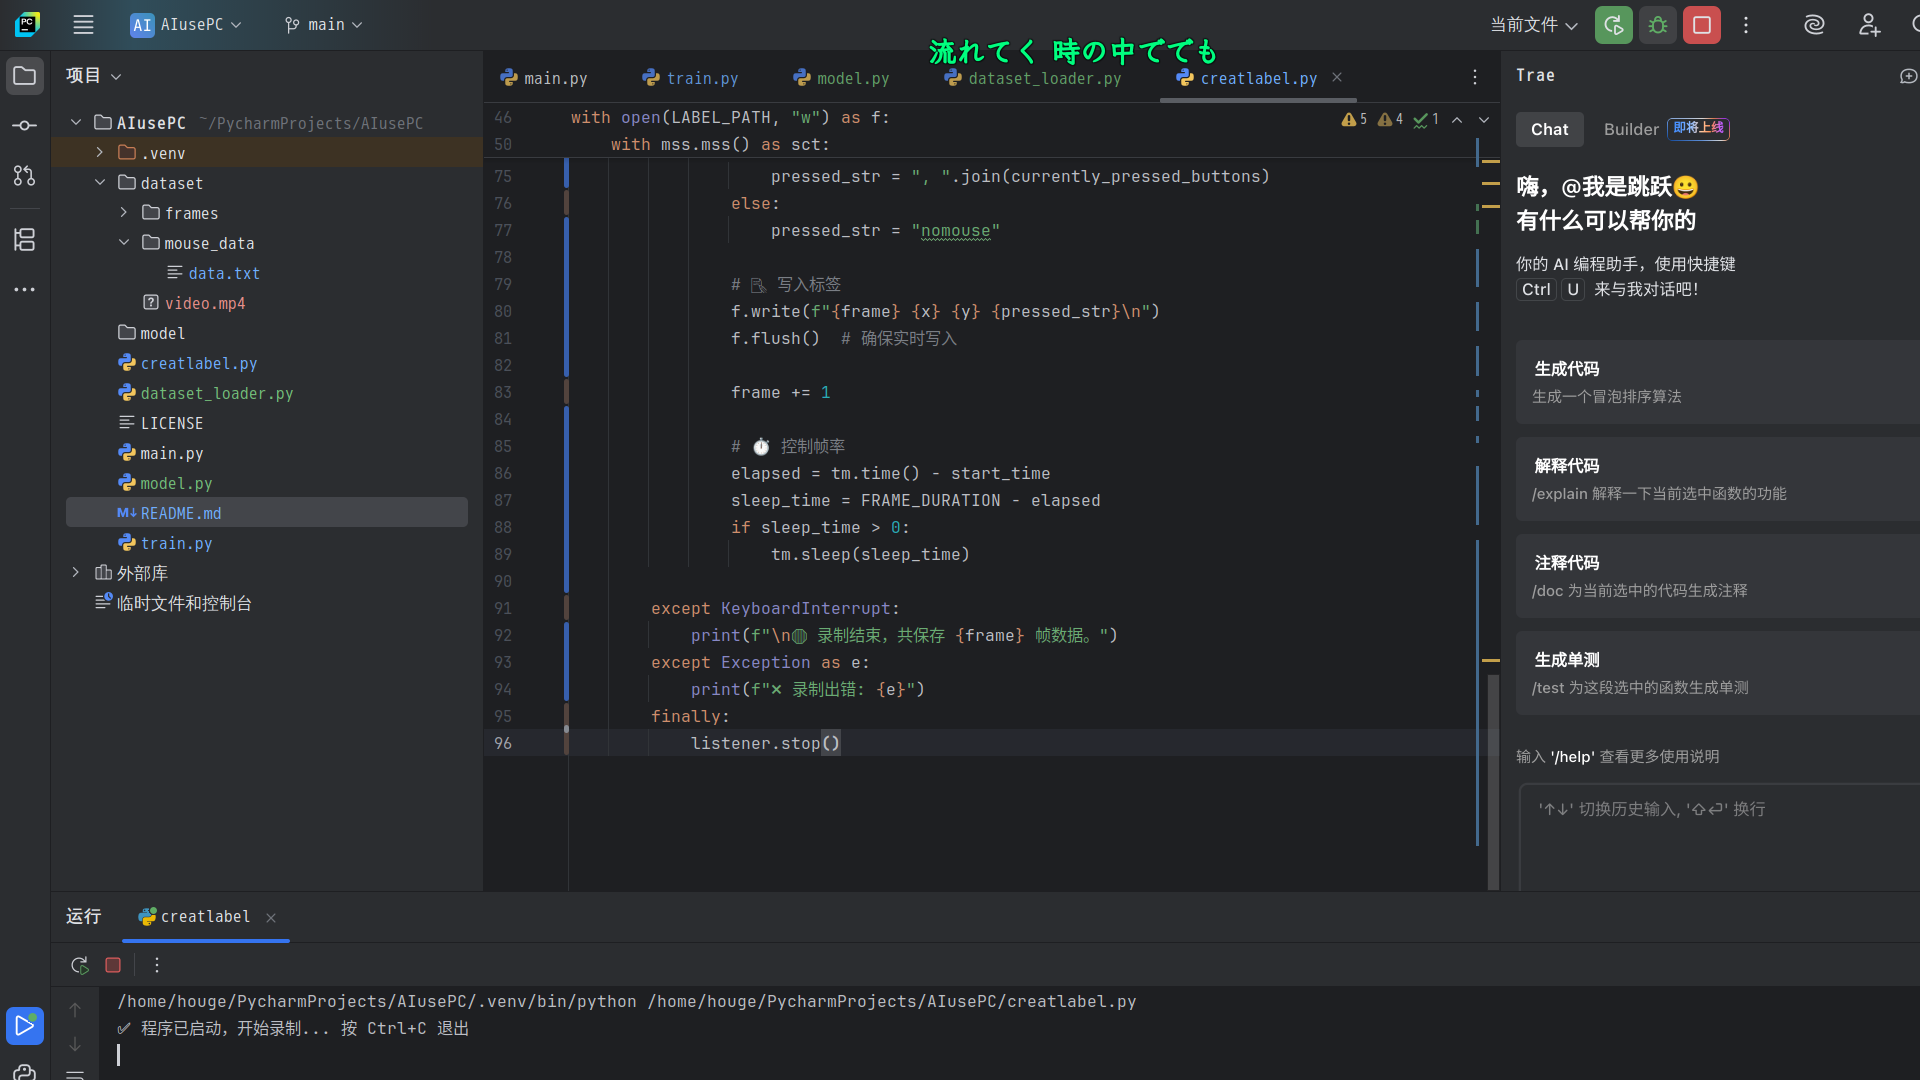 AI AIusePC main 当前文件
流れてく 時の中ででも
项目
main.py train.py model.py dataset_loader.py creatlabel.py
Trae
AIusePC ~/PycharmProjects/AIusePC
.venv
dataset
frames
mouse_data
data.txt
video.mp4
model
creatlabel.py
dataset_loader.py
LICENSE
main.py
model.py
README.md
train.py
外部库
临时文件和控制台
46 with open(LABEL_PATH, "w") as f:
5 4 1
50 with mss.mss() as sct:
75 pressed_str = ", ".join(currently_pressed_buttons)
76 else:
77 pressed_str = "nomouse"
78
79 # 写入标签
80 f.write(f"{frame} {x} {y} {pressed_str}\n")
81 f.flush() # 确保实时写入
82
83 frame += 1
84
85 # ⏱ 控制帧率
86 elapsed = tm.time() - start_time
87 sleep_time = FRAME_DURATION - elapsed
88 if sleep_time > 0:
89 tm.sleep(sleep_time)
90
91 except KeyboardInterrupt:
92 print(f"\n 录制结束，共保存 {frame} 帧数据。")
93 except Exception as e:
94 print(f"❌ 录制出错: {e}")
95 finally:
96 listener.stop()
Chat Builder 即将上线
嗨，@我是跳跃😀
有什么可以帮你的
你的 AI 编程助手，使用快捷键
Ctrl U 来与我对话吧！
生成代码
生成一个冒泡排序算法
解释代码
/explain 解释一下当前选中函数的功能
注释代码
/doc 为当前选中的代码生成注释
生成单测
/test 为这段选中的函数生成单测
输入 '/help' 查看更多使用说明
'↑↓' 切换历史输入, '⇧⏎' 换行
运行 creatlabel
/home/houge/PycharmProjects/AIusePC/.venv/bin/python /home/houge/PycharmProjects/AIusePC/creatlabel.py
✅ 程序已启动，开始录制... 按 Ctrl+C 退出